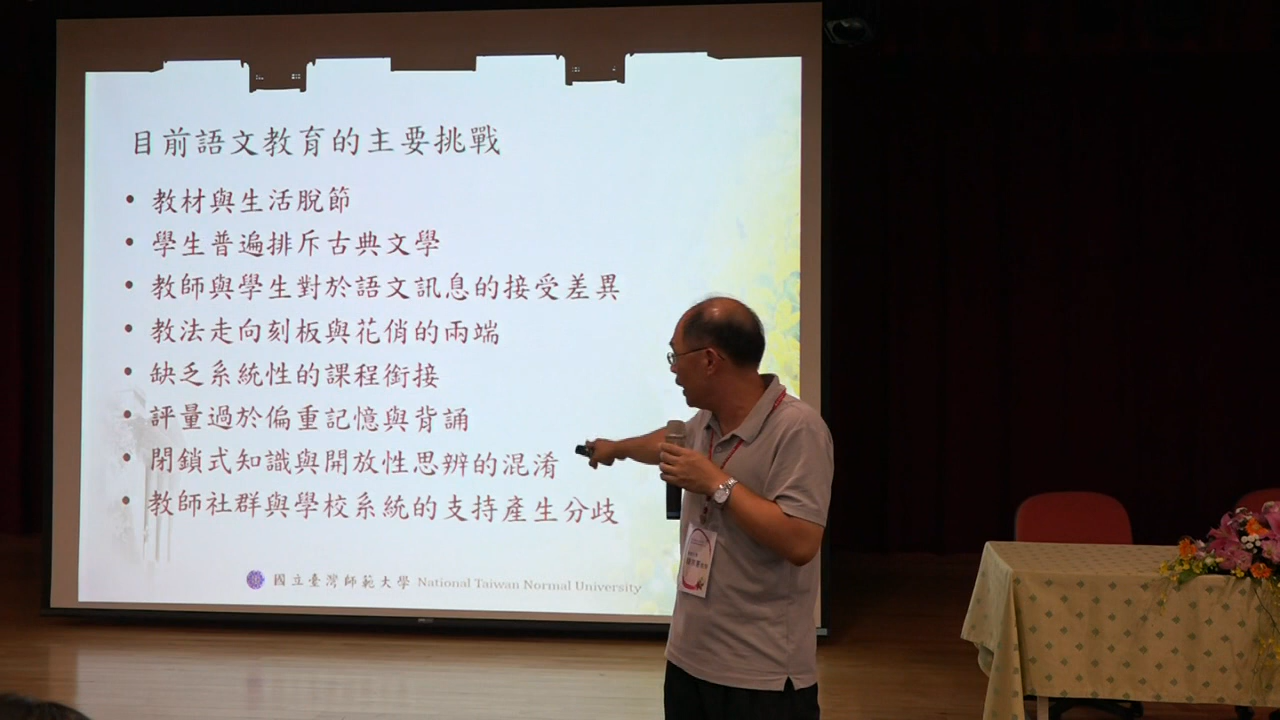 目前語文教育的主要挑戰
• 教材與生活脫節
• 學生普遍排斥古典文學
• 教師與學生對於語文訊息的接受差異
• 教法走向刻板與花俏的兩端
• 缺乏系統性的課程銜接
• 評量過於偏重記憶與背誦
• 閉鎖式知識與開放性思辨的混淆
• 教師社群與學校系統的支持產生分歧
國立臺灣師範大學 National Taiwan Normal University